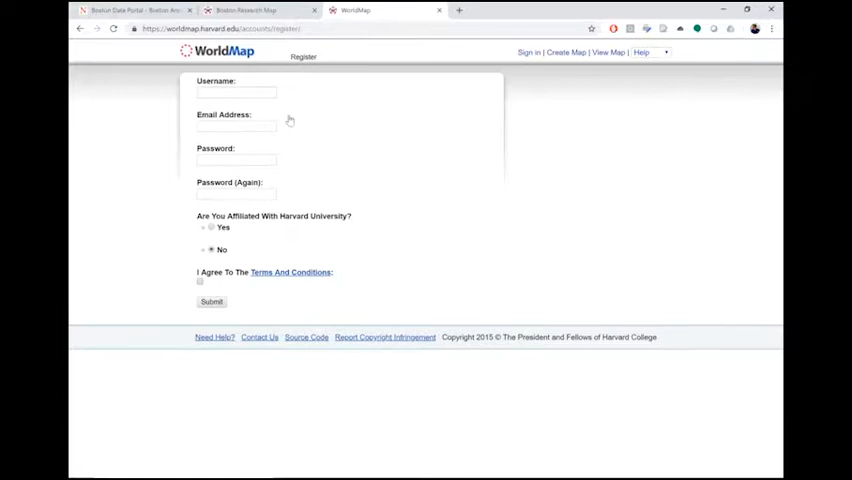 Boston Data Portal - Boston Are
Boston Research Map
WorldMap
https://worldmap.harvard.edu/accounts/register/
WorldMap
Register
Sign in | Create Map | View Map | Help
Username:
Email Address:
Password:
Password (Again):
Are You Affiliated With Harvard University?
Yes
No
I Agree To The Terms And Conditions:
Submit
Need Help? Contact Us Source Code Report Copyright Infringement Copyright 2015 © The President and Fellows of Harvard College